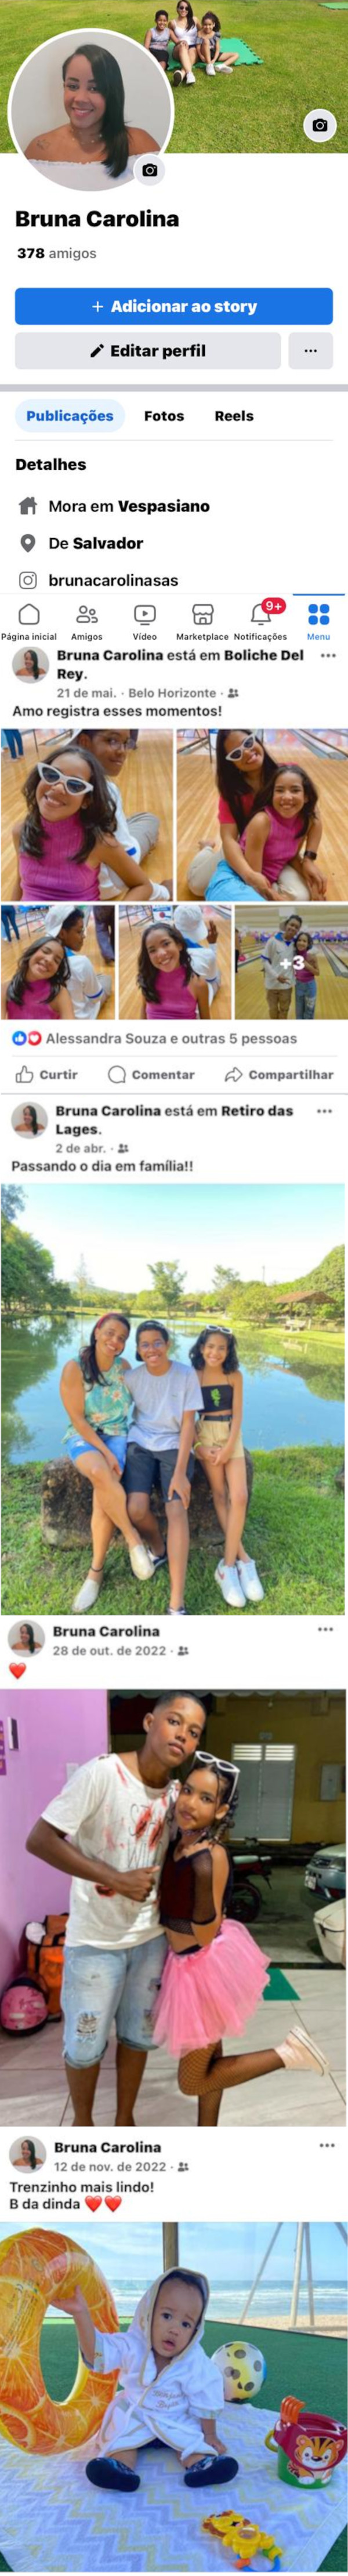 Bruna Carolina
378 amigos
+ Adicionar ao story
Editar perfil
...
Publicações Fotos Reels
Detalhes
Mora em Vespasiano
De Salvador
brunacarolinasas
9+
Página inicial Amigos Vídeo Marketplace Notificações Menu
Bruna Carolina está em Boliche Del
Rey.
21 de mai. · Belo Horizonte ·
Amo registra esses momentos!
+3
Alessandra Souza e outras 5 pessoas
Curtir Comentar Compartilhar
Bruna Carolina está em Retiro das
Lages.
2 de abr. ·
Passando o dia em família!!
Bruna Carolina
28 de out. de 2022 ·
Bruna Carolina
12 de nov. de 2022 ·
Trenzinho mais lindo!
B da dinda ❤️❤️